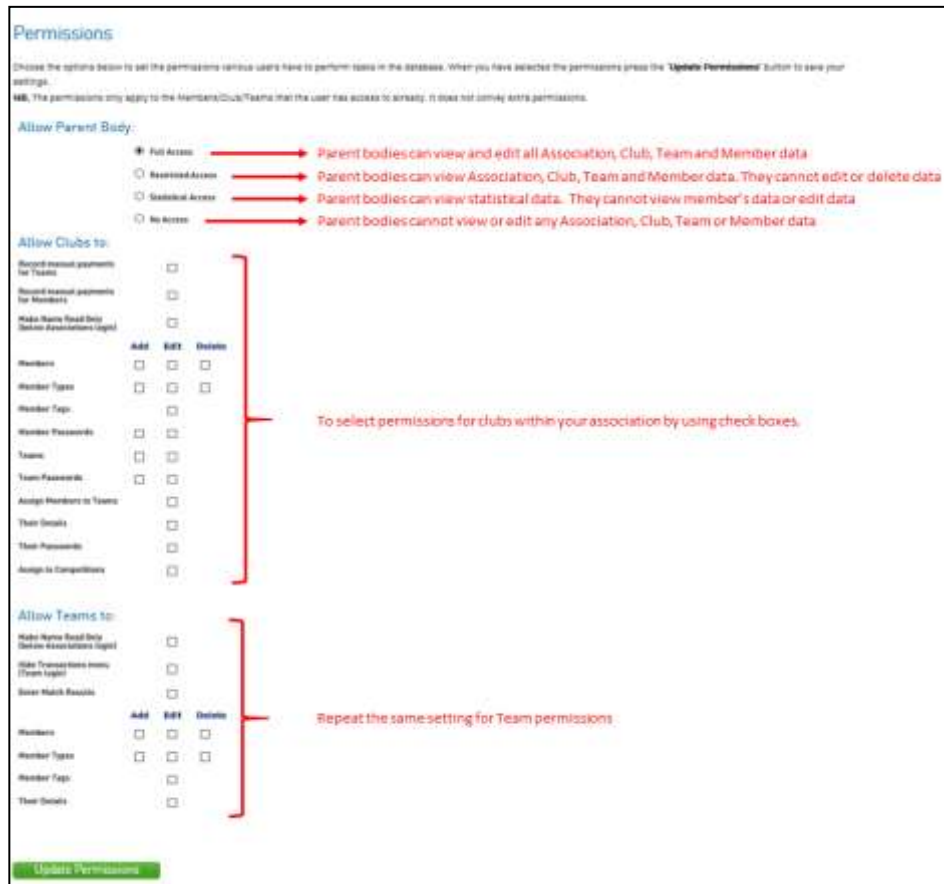 Permissions
Choose the options below to set the permissions various users have to perform tasks in the database. When you have selected the permissions press the 'Update Permissions' button to save your
settings.
NB. The permissions only apply to the Members/Club/Teams that the user has access to already. It does not convey extra permissions.
Allow Parent Body:
Full Access Parent bodies can view and edit all Association, Club, Team and Member data
Restricted Access Parent bodies can view Association, Club, Team and Member data. They cannot edit or delete data
Statistical Access Parent bodies can view statistical data. They cannot view member's data or edit data
No Access Parent bodies cannot view or edit any Association, Club, Team or Member data
Allow Clubs to:
Record manual payments
for Teams
Record manual payments
for Members
Make Name Read Only
(below Associations login)
Add Edit Delete
Members
Member Types
Member Tags
To select permissions for clubs within your association by using check boxes.
Member Passwords
Teams
Team Passwords
Assign Members to Teams
Their Details
Their Passwords
Assign to Competitions
Allow Teams to:
Make Name Read Only
(below Associations login)
Hide Transactions menu
(Team login)
Enter Match Results
Add Edit Delete
Repeat the same setting for Team permissions
Members
Member Types
Member Tags
Their Details
Update Permissions